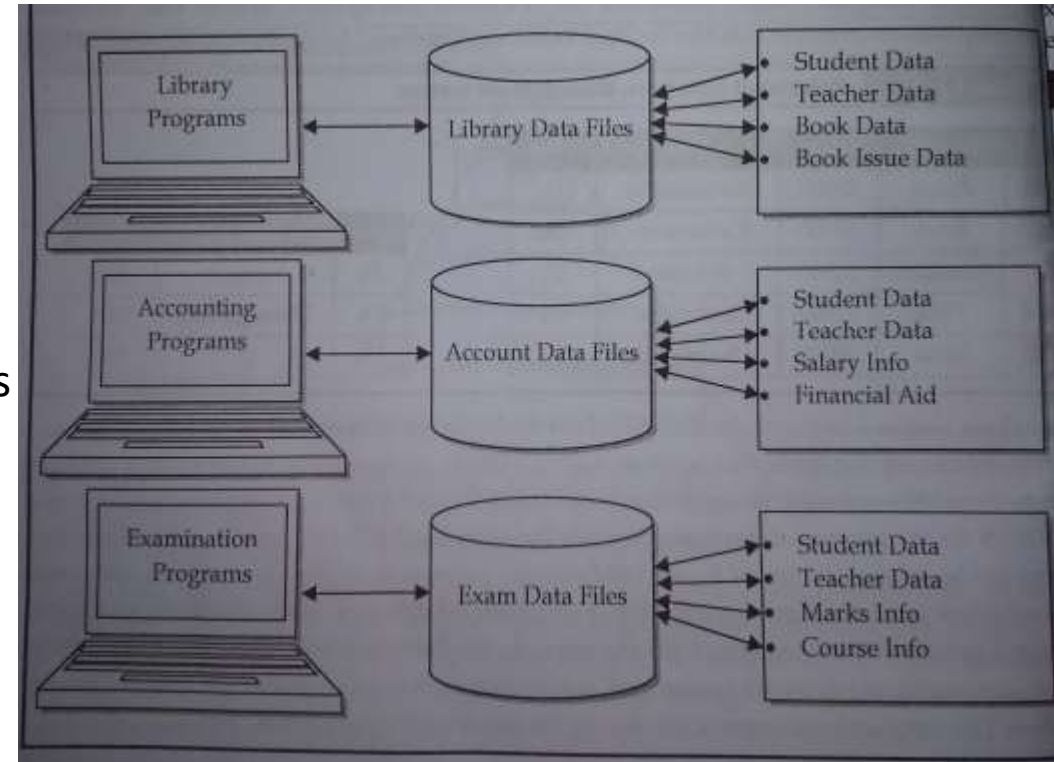 Library
Programs
Library Data Files
Student Data
Teacher Data
Book Data
Book Issue Data
Accounting
Programs
Account Data Files
Student Data
Teacher Data
Salary Info
Financial Aid
s
Examination
Programs
Exam Data Files
Student Data
Teacher Data
Marks Info
Course Info